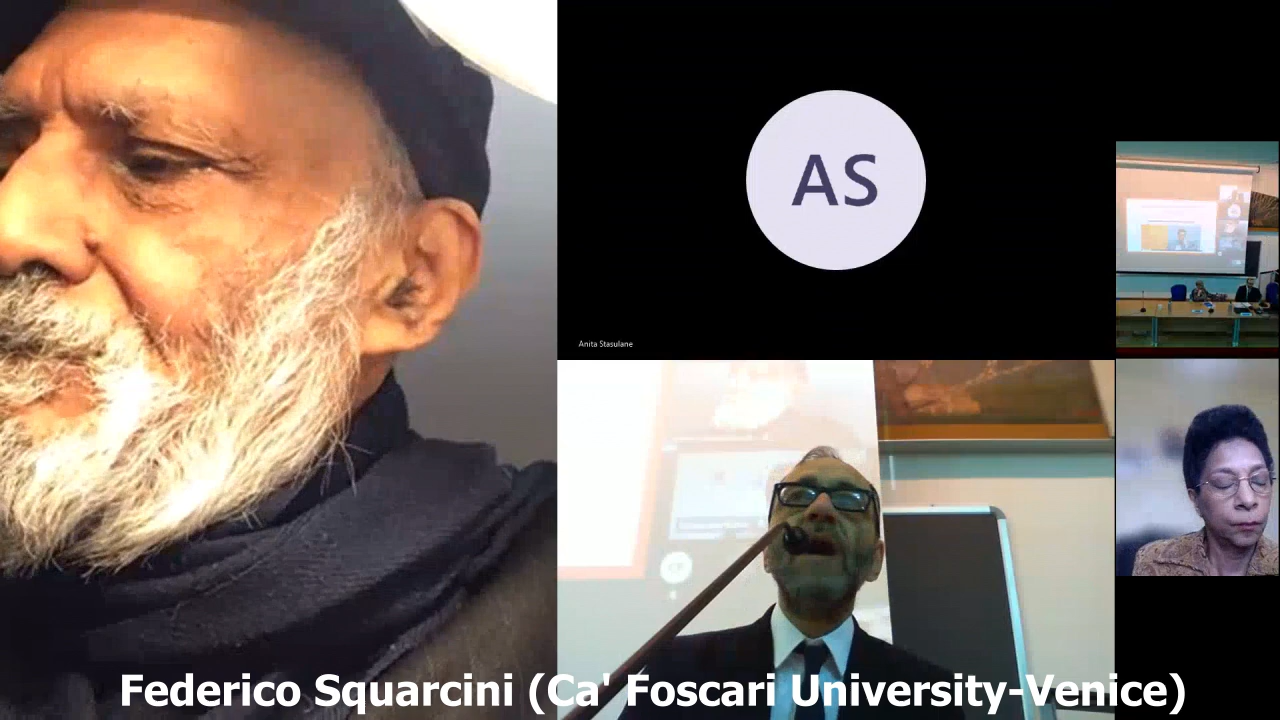 AS
Anita Stasulane
Federico Squarcini (Ca' Foscari University-Venice)